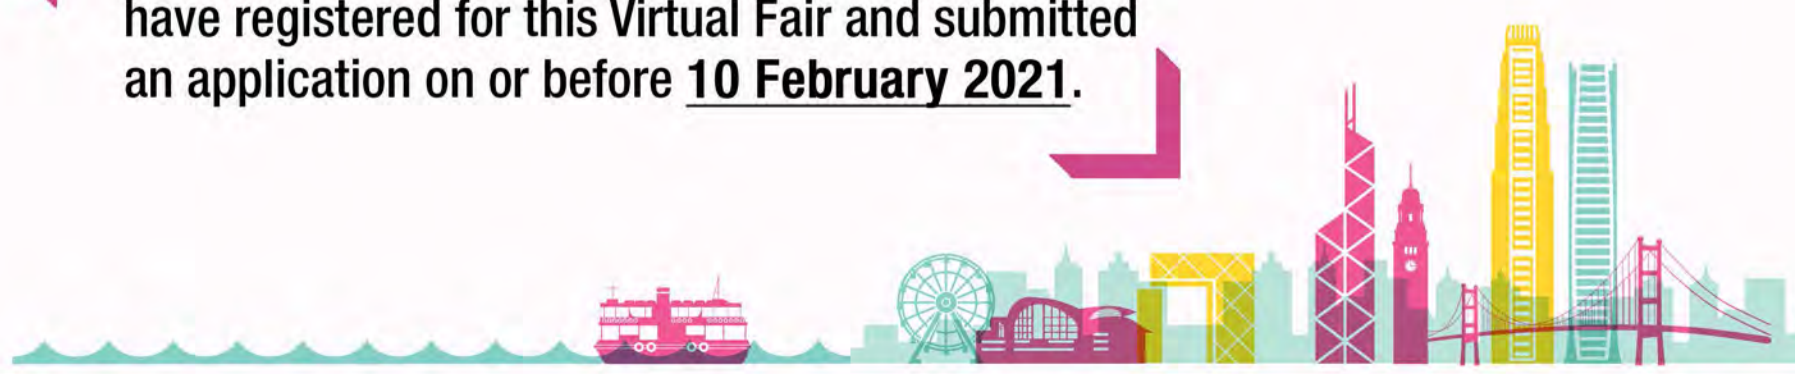 have registered for this Virtual Fair and submitted
an application on or before 10 February 2021.